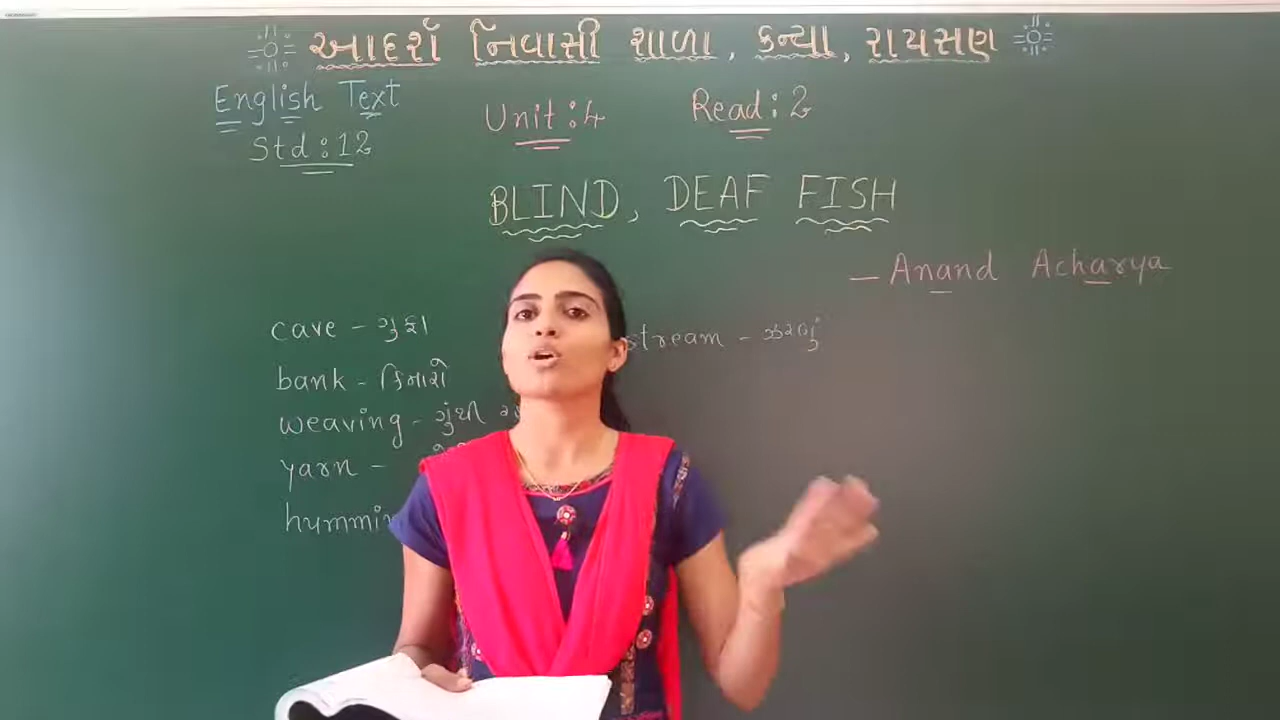 આદર્શ નિવાસી શાળા, કન્યા, રાયસણ
English Text
Std : 12
Unit : 4
Read : 2
BLIND, DEAF FISH
- Anand Acharya
cave - ગુફા
bank - કિનારો
weaving - ગુંથી
yarn -
stream - ઝરણું